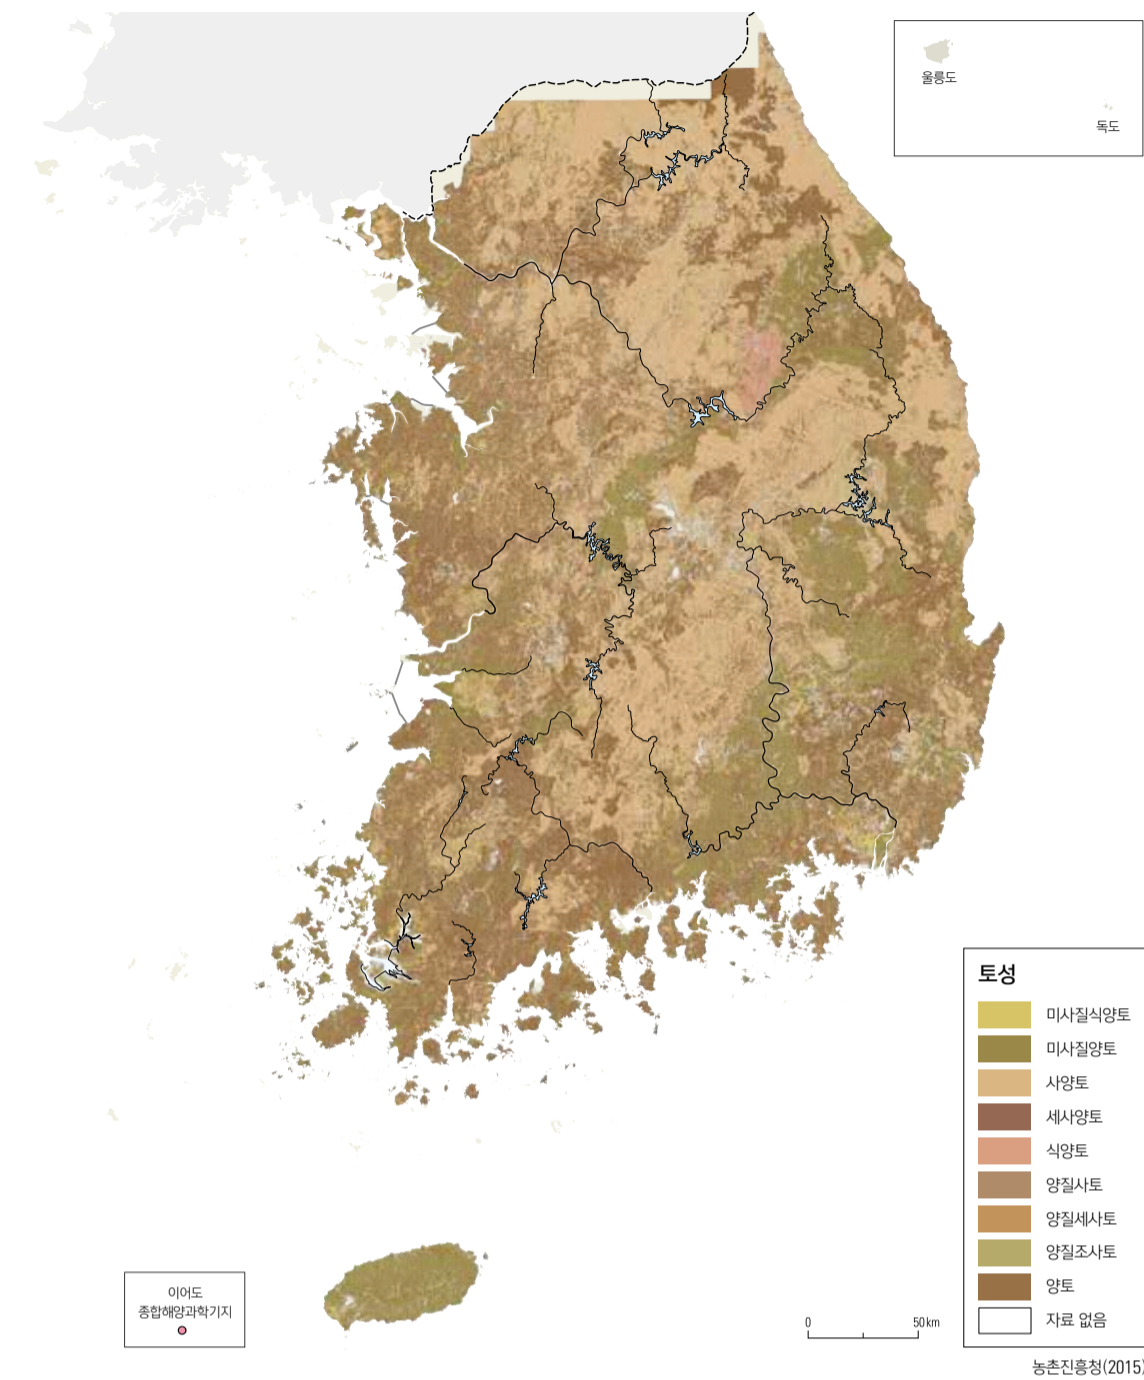 울릉도
독도
토성
미사질식양토
미사질양토
사양토
세사양토
식양토
양질사토
양질세사토
양질조사토
양토
자료 없음
이어도
종합해양과학기지
0 50 km
농촌진흥청(2015)